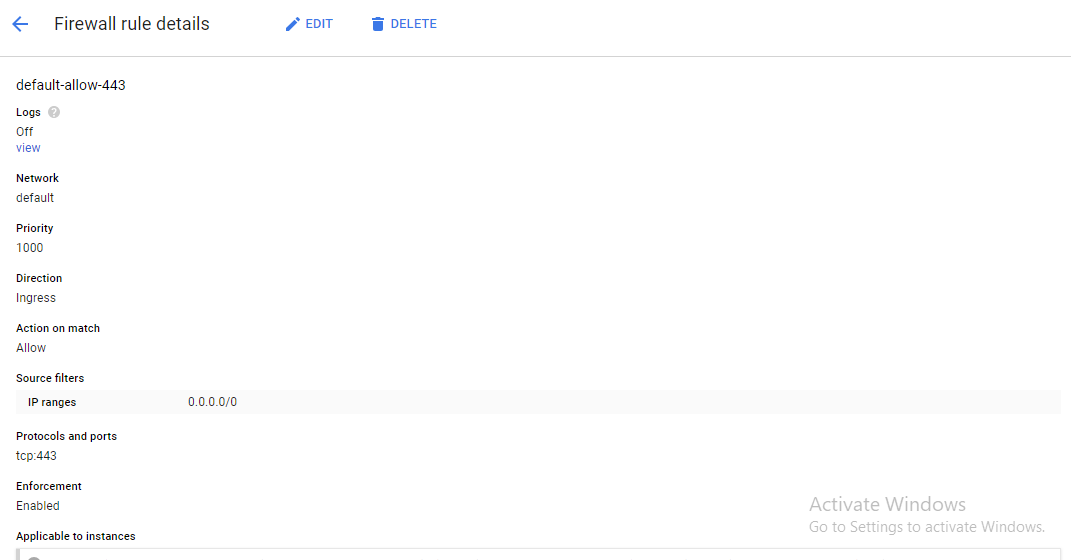 Firewall rule details
EDIT
DELETE
default-allow-443
Logs ?
Off
view
Network
default
Priority
1000
Direction
Ingress
Action on match
Allow
Source filters
IP ranges 0.0.0.0/0
Protocols and ports
tcp:443
Enforcement
Enabled
Activate Windows
Go to Settings to activate Windows.
Applicable to instances